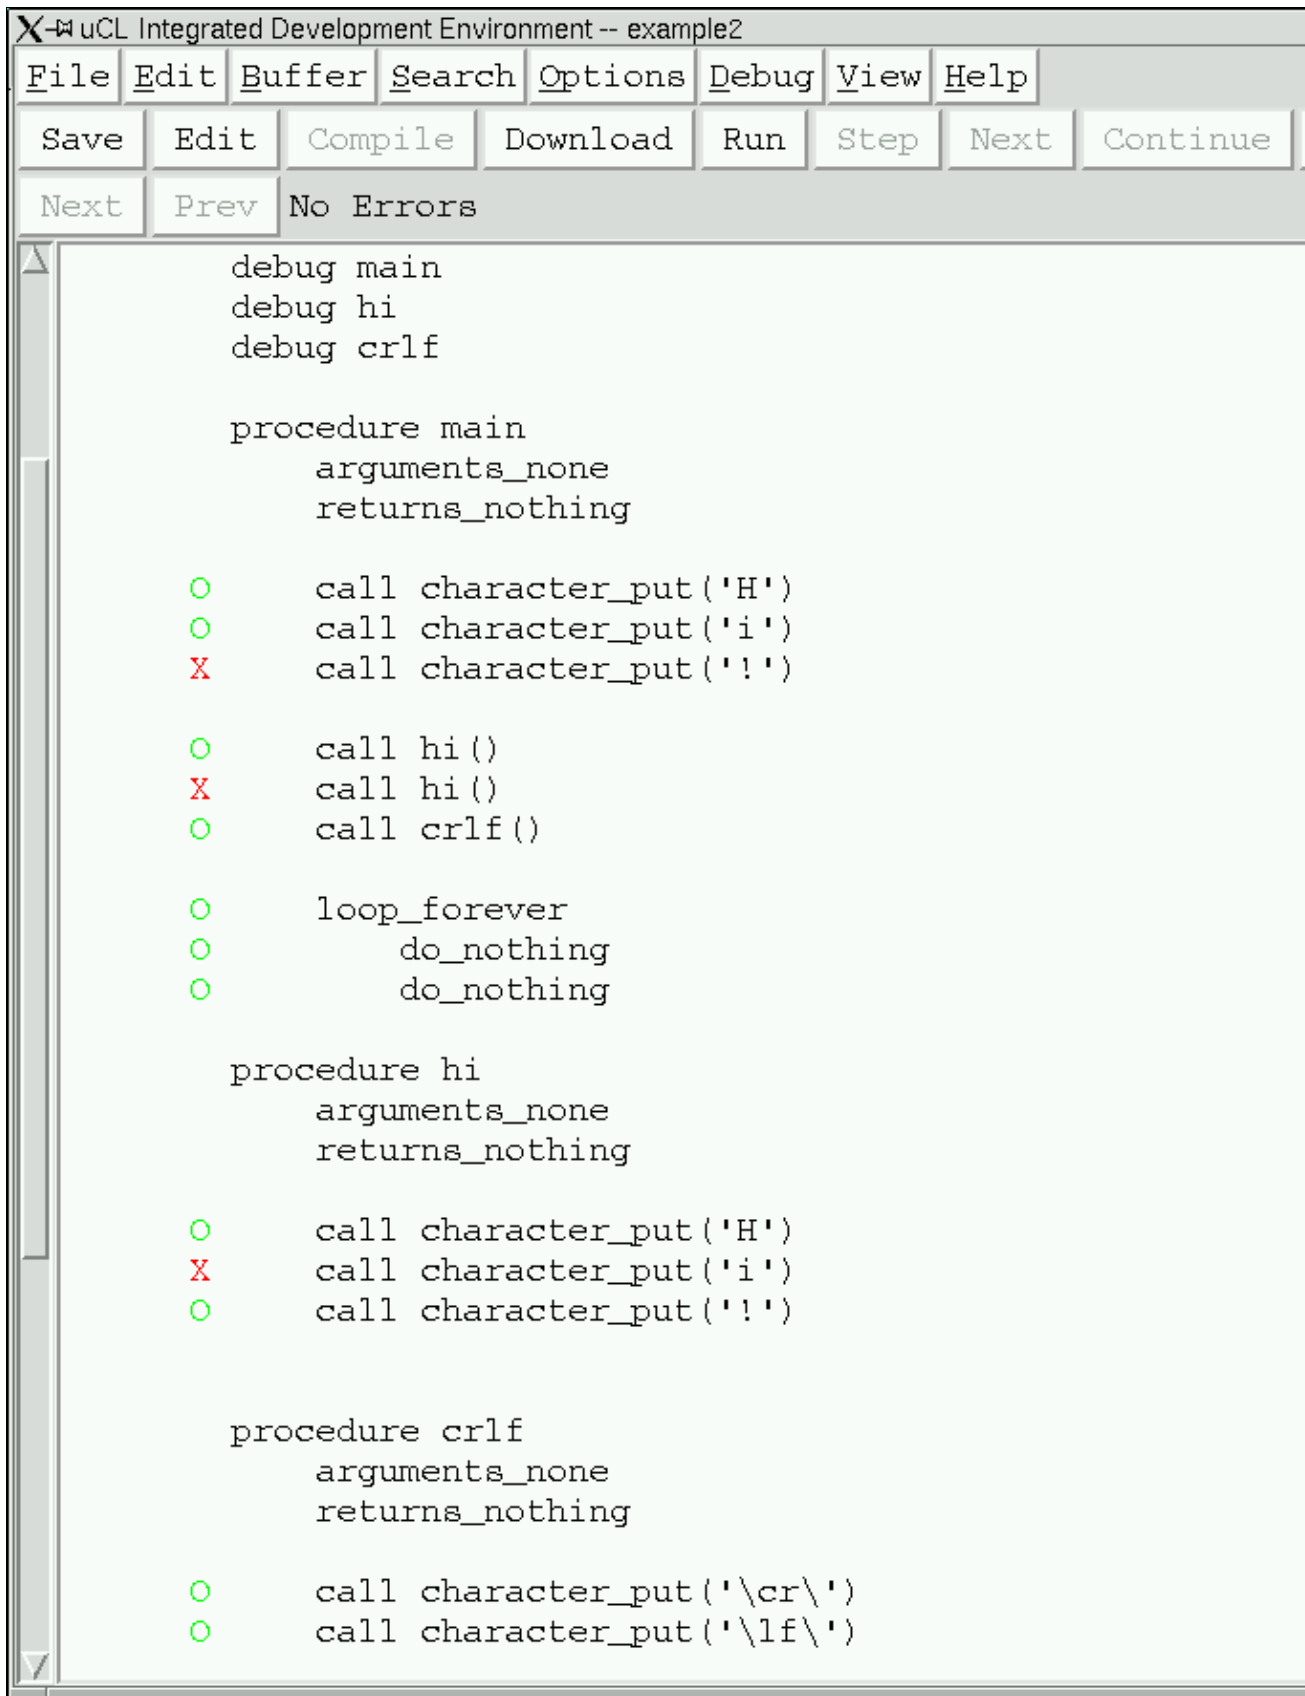 uCL Integrated Development Environment -- example2
File Edit Buffer Search Options Debug View Help
Save Edit Compile Download Run Step Next Continue
Next Prev No Errors
debug main
debug hi
debug crlf
procedure main
arguments_none
returns_nothing
O call character_put('H')
O call character_put('i')
X call character_put('!')
O call hi()
X call hi()
O call crlf()
O loop_forever
O do_nothing
O do_nothing
procedure hi
arguments_none
returns_nothing
O call character_put('H')
X call character_put('i')
O call character_put('!')
procedure crlf
arguments_none
returns_nothing
O call character_put('\cr\')
O call character_put('\lf\')